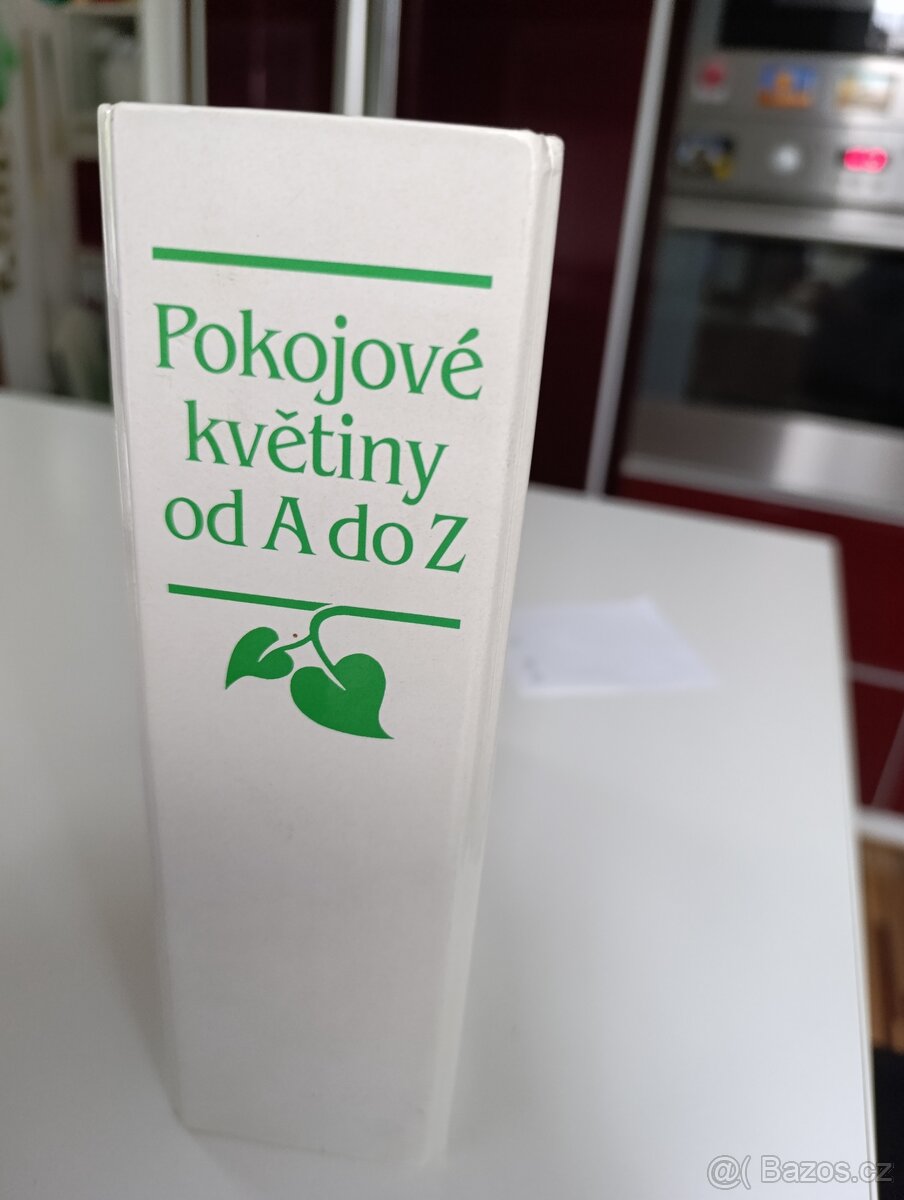 Pokojové
květiny
od A do Z
@( Bazos.cz